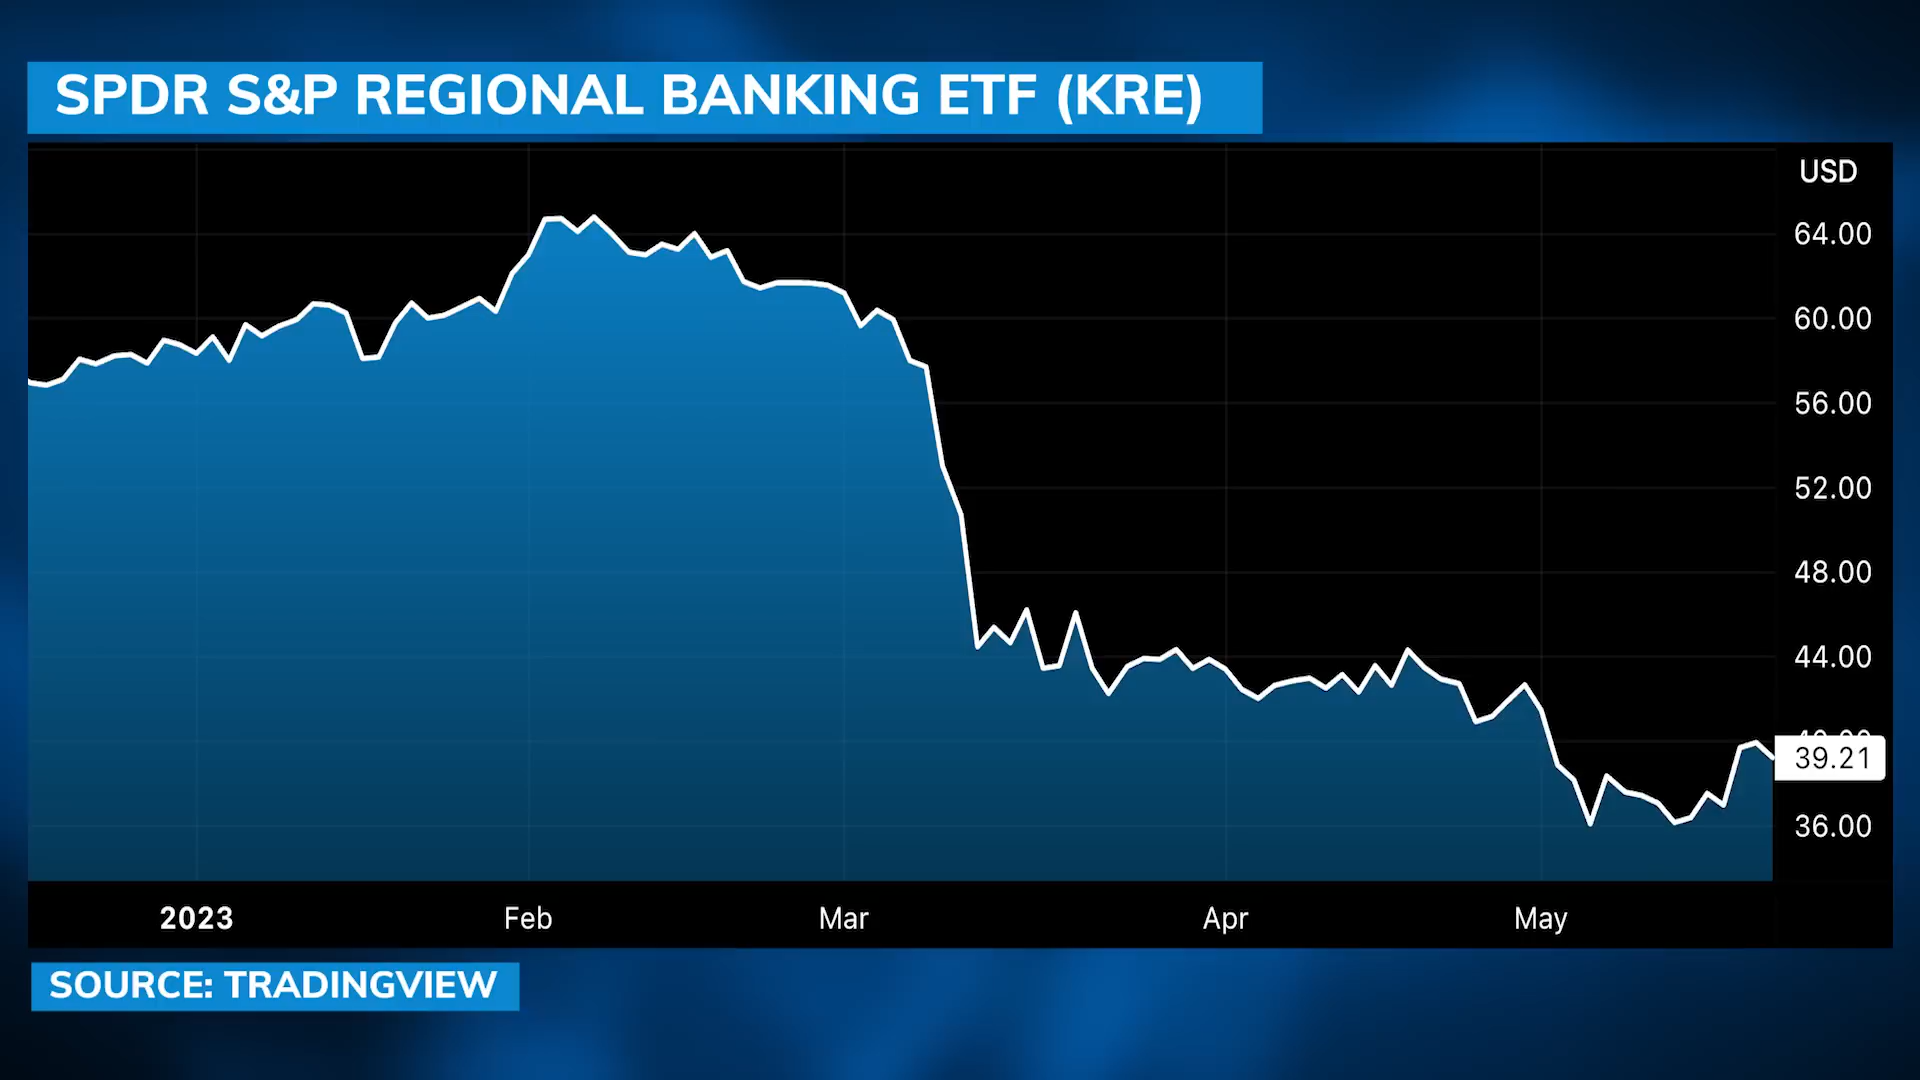 SPDR S&P REGIONAL BANKING ETF (KRE)
USD
64.00
60.00
56.00
52.00
48.00
44.00
39.21
36.00
2023 Feb Mar Apr May
SOURCE: TRADINGVIEW